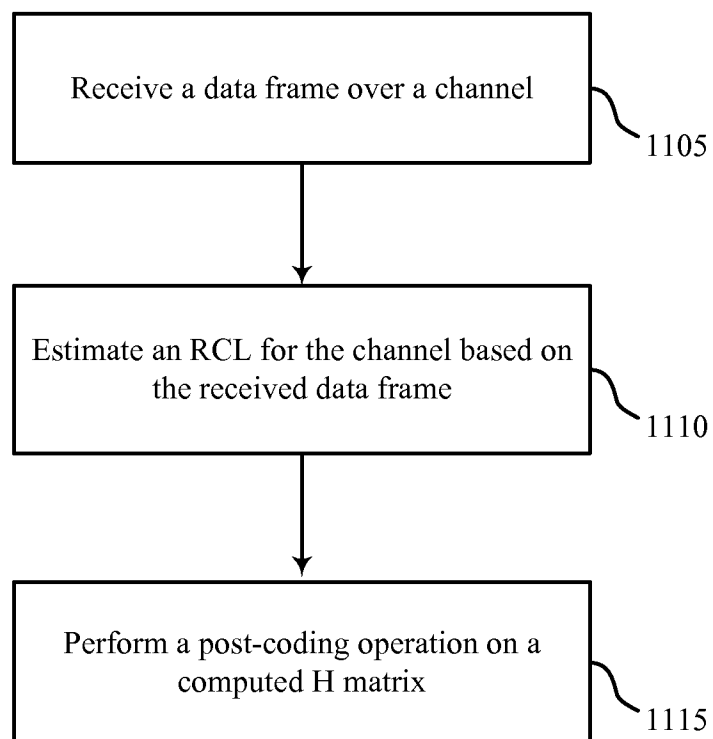 Receive a data frame over a channel
1105
Estimate an RCL for the channel based on
the received data frame
1110
Perform a post-coding operation on a
computed H matrix
1115